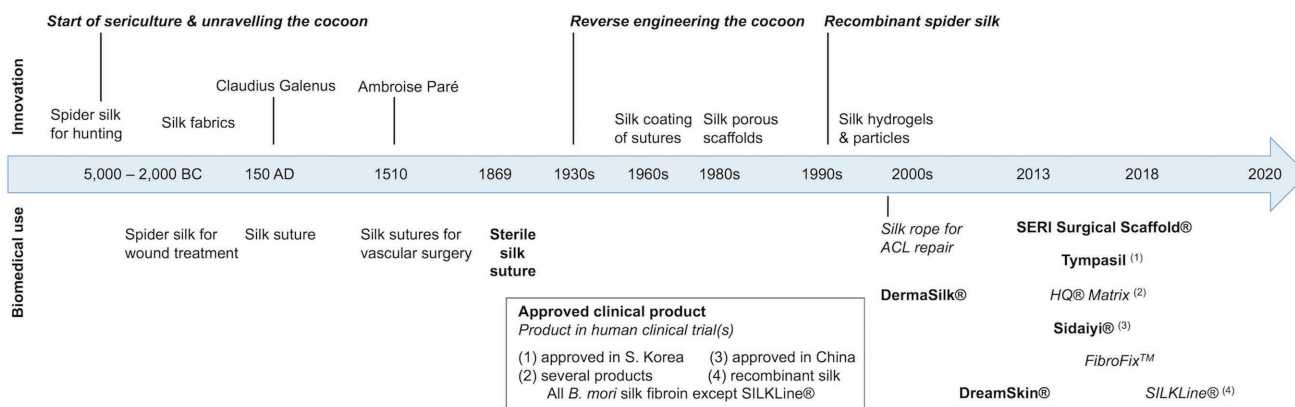 Start of sericulture & unravelling the cocoon
Reverse engineering the cocoon
Recombinant spider silk
Innovation
Claudius Galenus
Ambroise Paré
Spider silk
for hunting
Silk fabrics
Silk coating
of sutures
Silk porous
scaffolds
Silk hydrogels
& particles
5,000 – 2,000 BC
150 AD
1510
1869
1930s
1960s
1980s
1990s
2000s
2013
2018
2020
Biomedical use
Spider silk for
wound treatment
Silk suture
Silk sutures for
vascular surgery
Sterile
silk
suture
Silk rope for
ACL repair
SERI Surgical Scaffold®
Tympasil (1)
DermaSilk®
HQ® Matrix (2)
Sidaiyi® (3)
FibroFix™
DreamSkin®
SILKLine® (4)
Approved clinical product
Product in human clinical trial(s)
(1) approved in S. Korea (3) approved in China
(2) several products (4) recombinant silk
All B. mori silk fibroin except SILKLine®